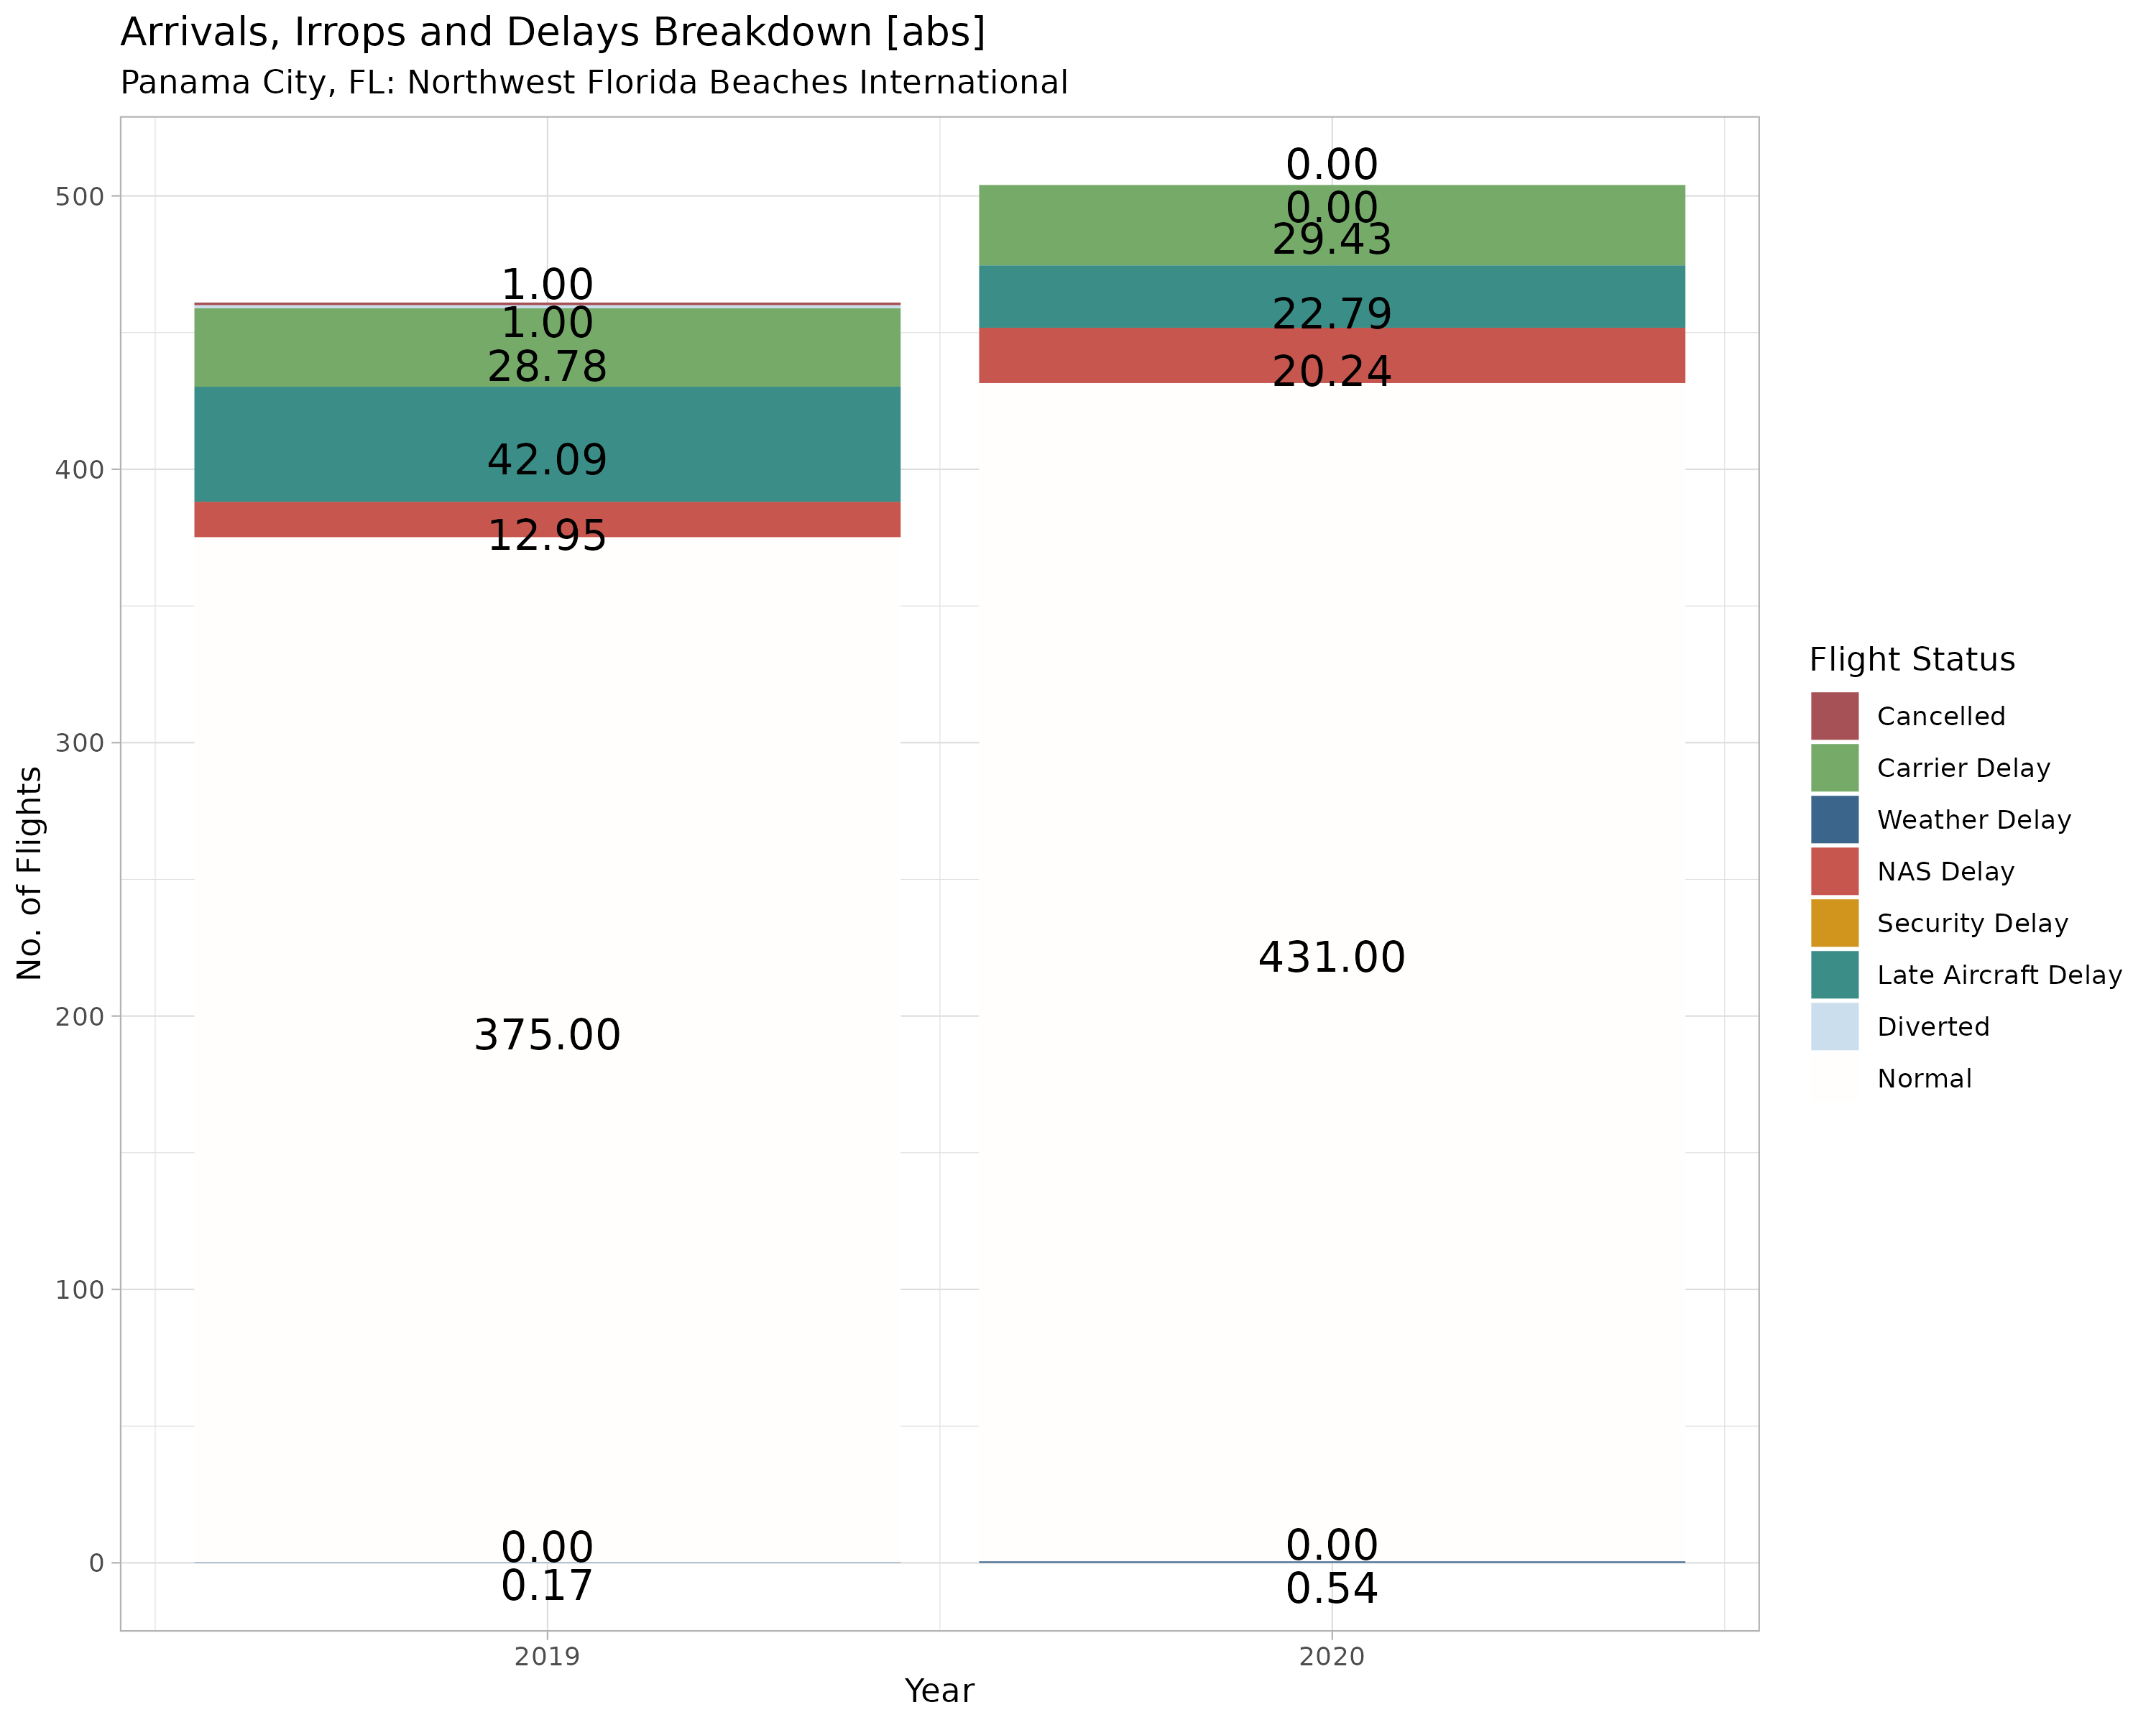 Arrivals, Irrops and Delays Breakdown [abs]
Panama City, FL: Northwest Florida Beaches International
No. of Flights
500
400
300
200
100
0
1.00
1.00
28.78
42.09
12.95
375.00
0.00
0.17
0.00
0.00
29.43
22.79
20.24
431.00
0.00
0.54
2019
2020
Year
Flight Status
Cancelled
Carrier Delay
Weather Delay
NAS Delay
Security Delay
Late Aircraft Delay
Diverted
Normal